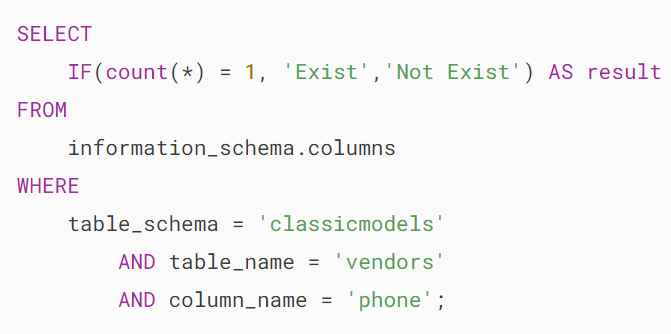 SELECT
    IF(count(*) = 1, 'Exist','Not Exist') AS result
FROM
    information_schema.columns
WHERE
    table_schema = 'classicmodels'
        AND table_name = 'vendors'
        AND column_name = 'phone';